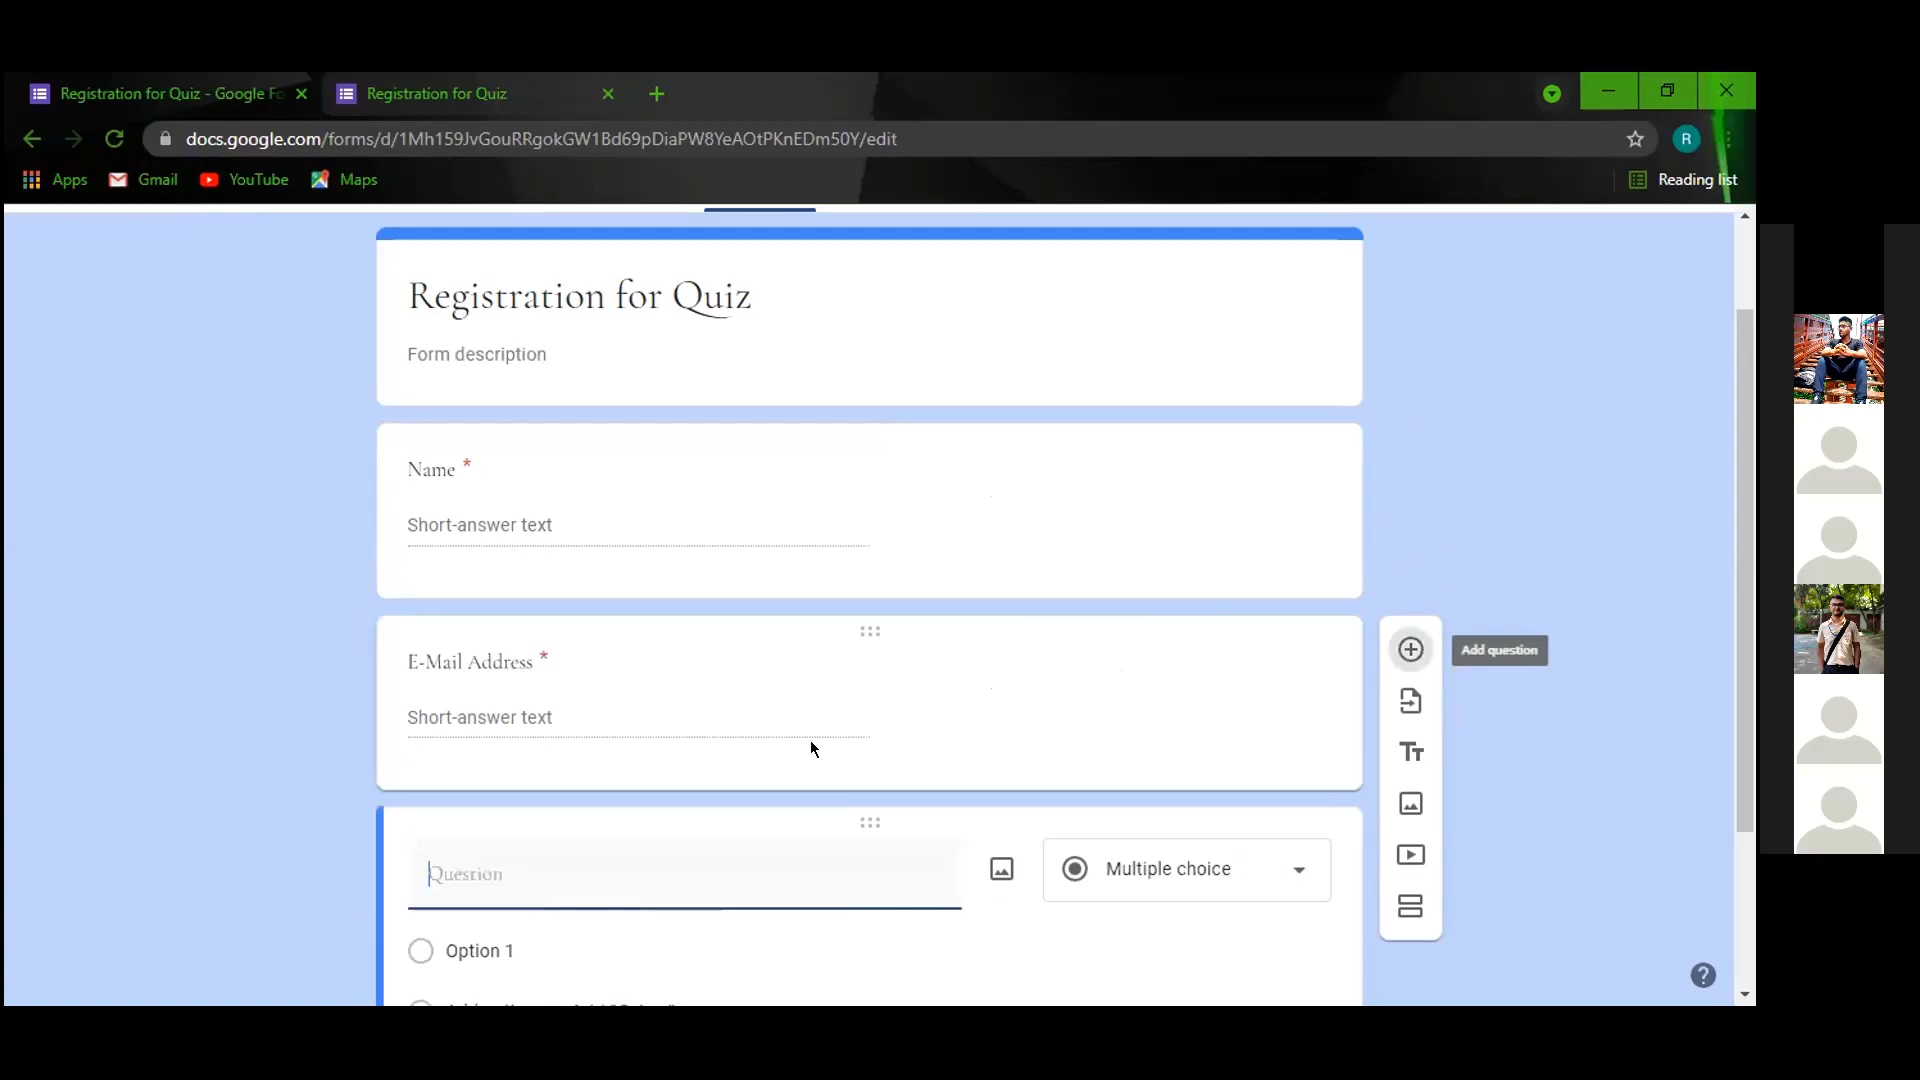 Registration for Quiz - Google Fo
Registration for Quiz
docs.google.com/forms/d/1Mh159JvGouRRgokGW1Bd69pDiaPW8YeAOtPKnEDm50Y/edit
R
Apps
Gmail
YouTube
Maps
Reading list
Registration for Quiz
Form description
Name *
Short-answer text
E-Mail Address *
Short-answer text
Add question
Question
Multiple choice
Option 1